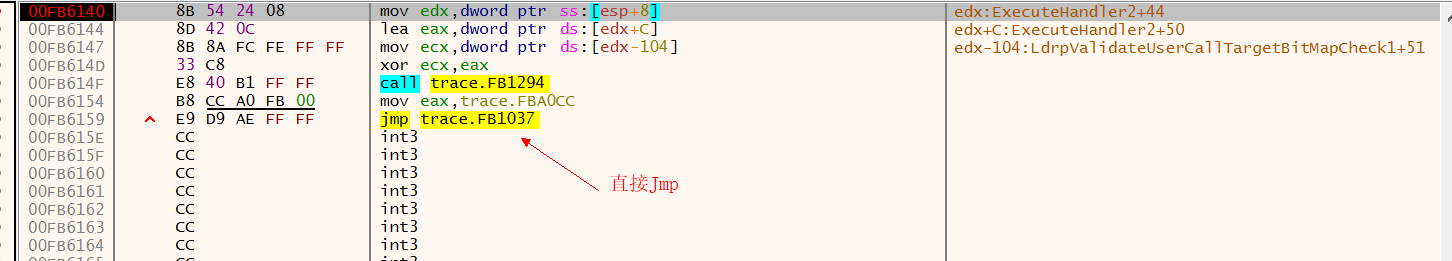 00FB6140 8B 54 24 08 mov edx,dword ptr ss:[esp+8] edx:ExecuteHandler2+44
00FB6144 8D 42 0C lea eax,dword ptr ds:[edx+C] edx+C:ExecuteHandler2+50
00FB6147 8B 8A FC FE FF FF mov ecx,dword ptr ds:[edx-104] edx-104:LdrpValidateUserCallTargetBitMapCheck1+51
00FB614D 33 C8 xor ecx,eax
00FB614F E8 40 B1 FF FF call trace.FB1294
00FB6154 B8 CC A0 FB 00 mov eax,trace.FBA0CC
00FB6159 E9 D9 AE FF FF jmp trace.FB1037
00FB615E CC int3
00FB615F CC int3
00FB6160 CC int3
00FB6161 CC int3
直接Jmp
00FB6162 CC int3
00FB6163 CC int3
00FB6164 CC int3
00FB6165 CC int3